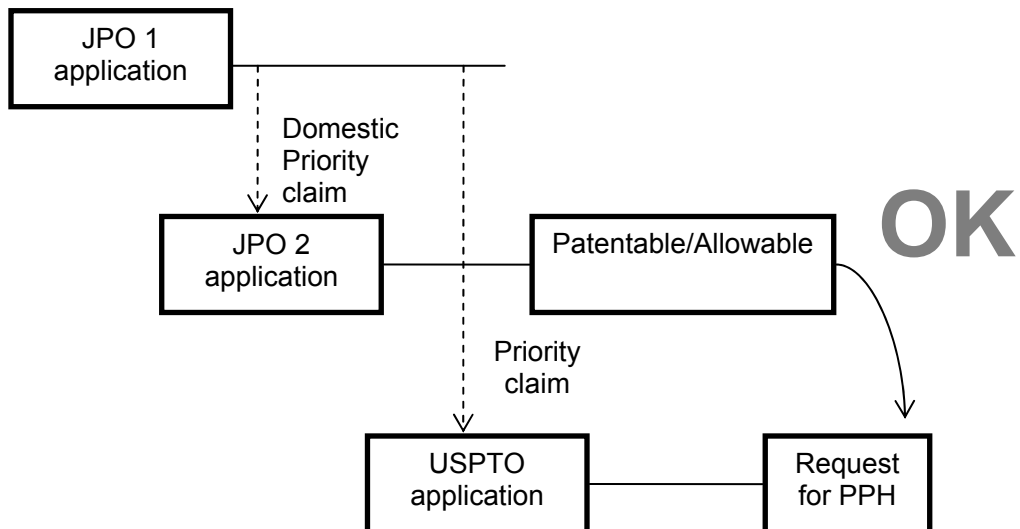 JPO 1
application
Domestic
Priority
claim
OK
JPO 2
application
Patentable/Allowable
Priority
claim
USPTO
application
Request
for PPH